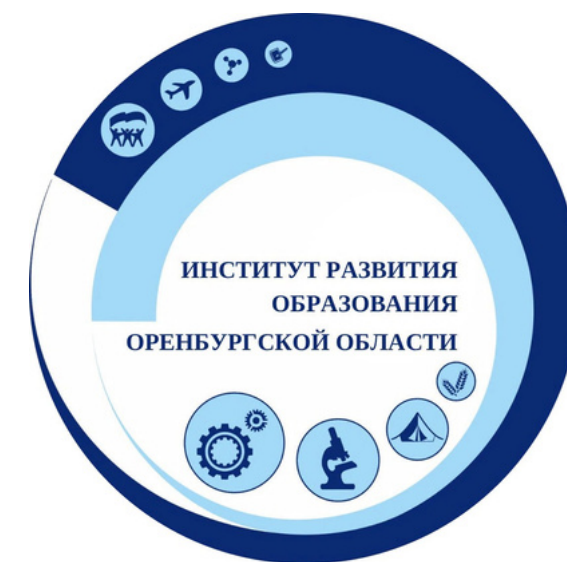 ИНСТИТУТ РАЗВИТИЯ
ОБРАЗОВАНИЯ
ОРЕНБУРГСКОЙ ОБЛАСТИ